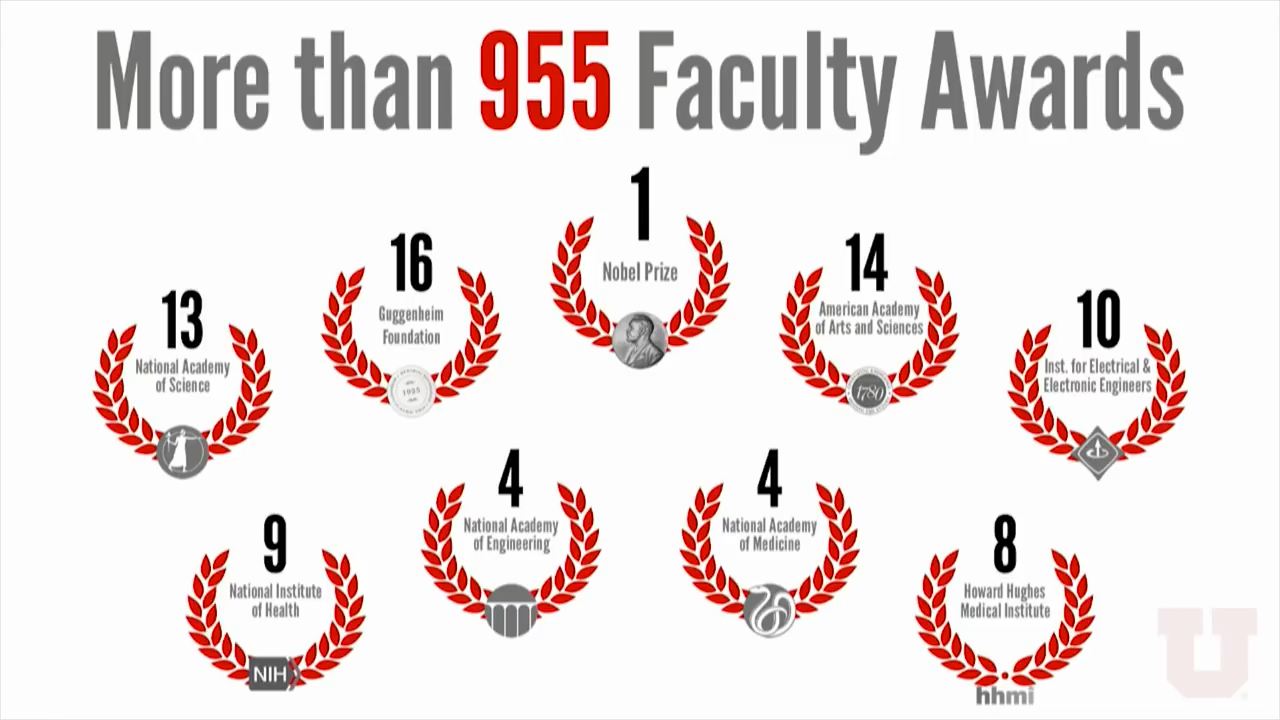 More than 955 Faculty Awards
1
Nobel Prize
16
Guggenheim
Foundation
1925
14
American Academy
of Arts and Sciences
1780
13
National Academy
of Science
10
Inst. for Electrical &
Electronic Engineers
4
National Academy
of Engineering
4
National Academy
of Medicine
9
National Institute
of Health
NIH
8
Howard Hughes
Medical Institute
hhmi
U